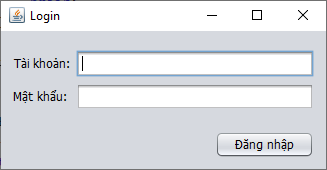 Login
Tài khoản:
Mật khẩu:
Đăng nhập